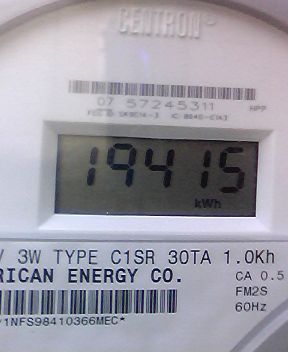 CENTRON
07 57245311
19415
kWh
3W TYPE C1SR 30TA 1.0Kh
RICAN ENERGY CO.
CA 0.5
FM2S
60Hz
1NFS98410366MEC*